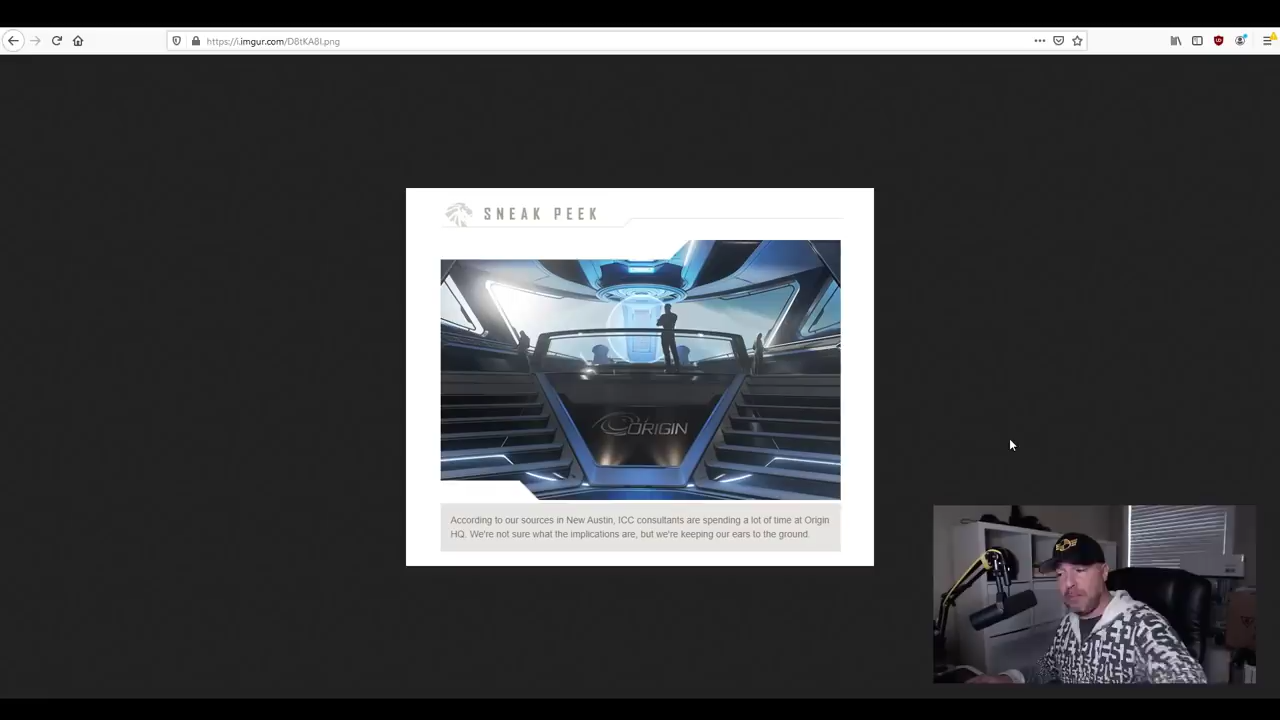 https://i.imgur.com/D8tKA8l.png
SNEAK PEEK
ORIGIN
According to our sources in New Austin, ICC consultants are spending a lot of time at Origin
HQ. We're not sure what the implications are, but we're keeping our ears to the ground.